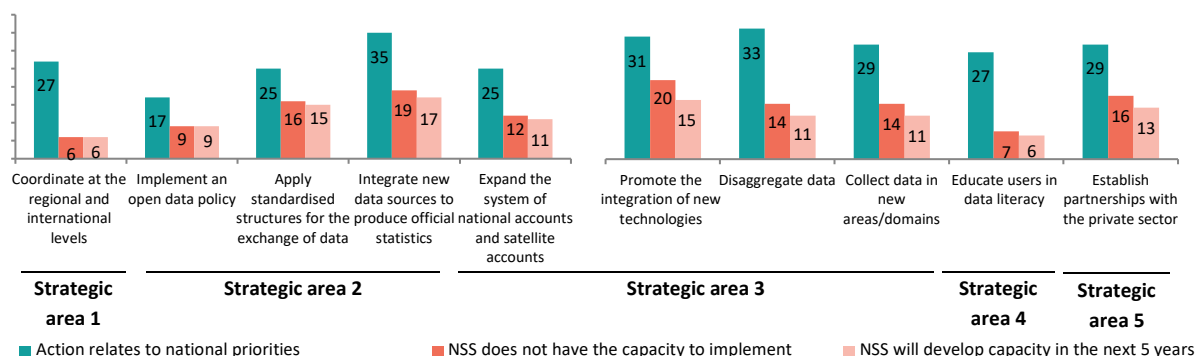 27
6
6
17
9
9
25
16
15
35
19
17
25
12
11
31
20
15
33
14
11
29
14
11
27
7
6
29
16
13
Coordinate at the
regional and
international
levels
Implement an
open data policy
Apply
standardised
structures for the
exchange of data
Integrate new
data sources to
produce official
statistics
Expand the
system of
national accounts
and satellite
accounts
Promote the
integration of new
technologies
Disaggregate data
Collect data in
new
areas/domains
Educate users in
data literacy
Establish
partnerships with
the private sector
Strategic
area 1
Strategic area 2
Strategic area 3
Strategic
area 4
Strategic
area 5
Action relates to national priorities
NSS does not have the capacity to implement
NSS will develop capacity in the next 5 years